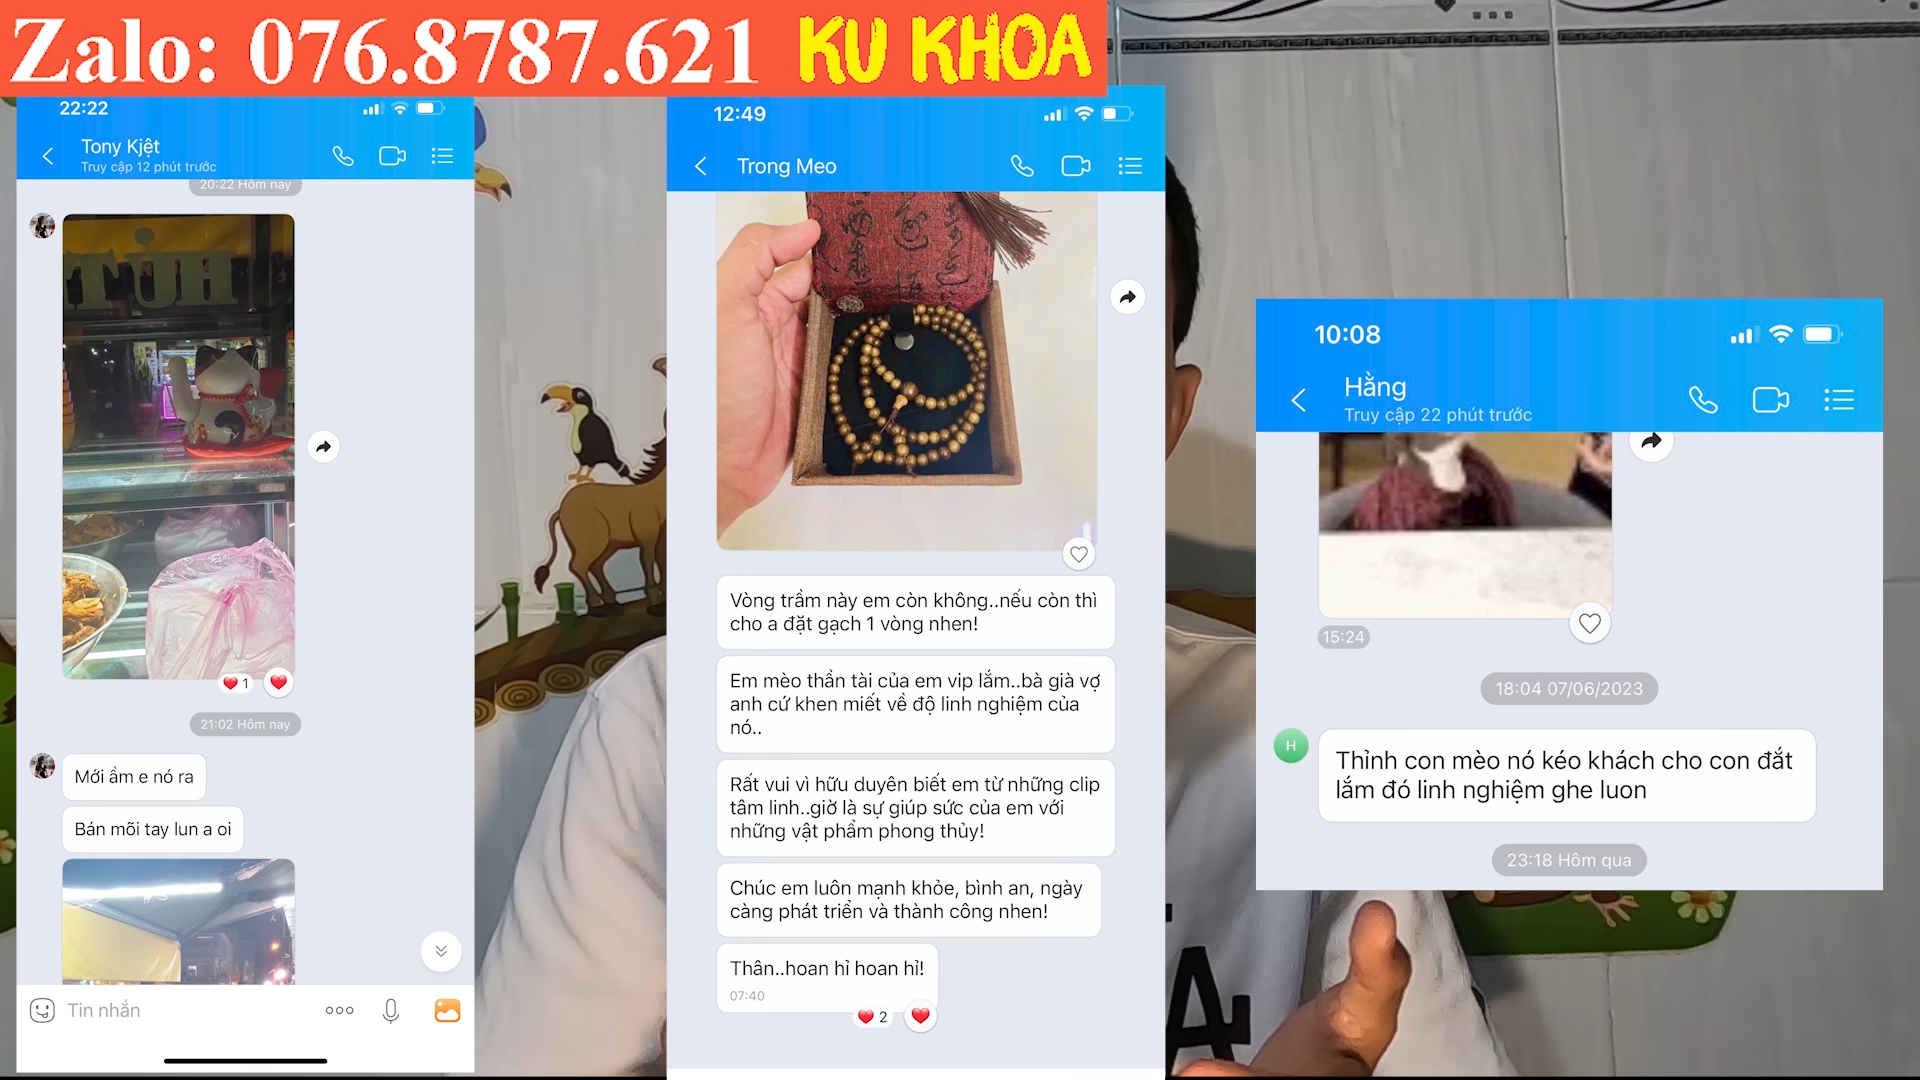 Zalo: 076.8787.621 KU KHOA
22:22
Tony Kjệt
Truy cập 12 phút trước
20:22 Hôm nay
HỦ T
1
21:02 Hôm nay
Mới ầm e nó ra
Bán mõi tay lun a oi
Tin nhắn
12:49
Trong Meo
Vòng trầm này em còn không..nếu còn thì
cho a đặt gạch 1 vòng nhen!
Em mèo thần tài của em vip lắm..bà già vợ
anh cứ khen miết về độ linh nghiệm của
nó..
Rất vui vì hữu duyên biết em từ những clip
tâm linh..giờ là sự giúp sức của em với
những vật phẩm phong thủy!
Chúc em luôn mạnh khỏe, bình an, ngày
càng phát triển và thành công nhen!
Thân..hoan hỉ hoan hỉ!
07:40
2
10:08
Hằng
Truy cập 22 phút trước
15:24
18:04 07/06/2023
H
Thỉnh con mèo nó kéo khách cho con đắt
lắm đó linh nghiệm ghe luon
23:18 Hôm qua